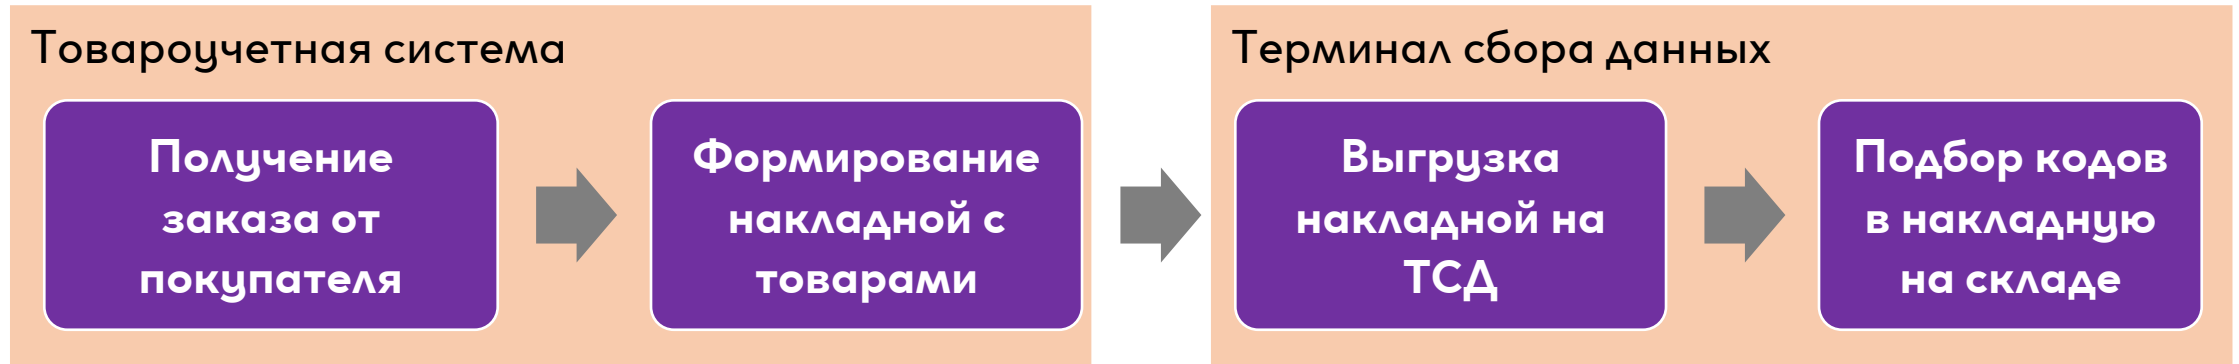 Товароучетная система
Получение
заказа от
покупателя
Формирование
накладной с
товарами
Терминал сбора данных
Выгрузка
накладной на
ТСД
Подбор кодов
в накладную
на складе